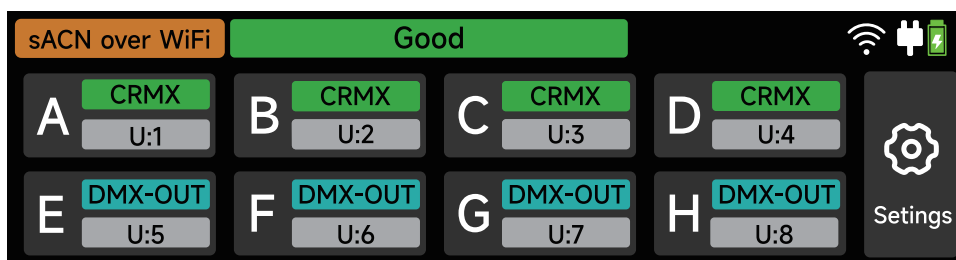 sACN over WiFi Good
A CRMX B CRMX C CRMX D CRMX
U:1 U:2 U:3 U:4
E DMX-OUT F DMX-OUT G DMX-OUT H DMX-OUT
U:5 U:6 U:7 U:8
Setings